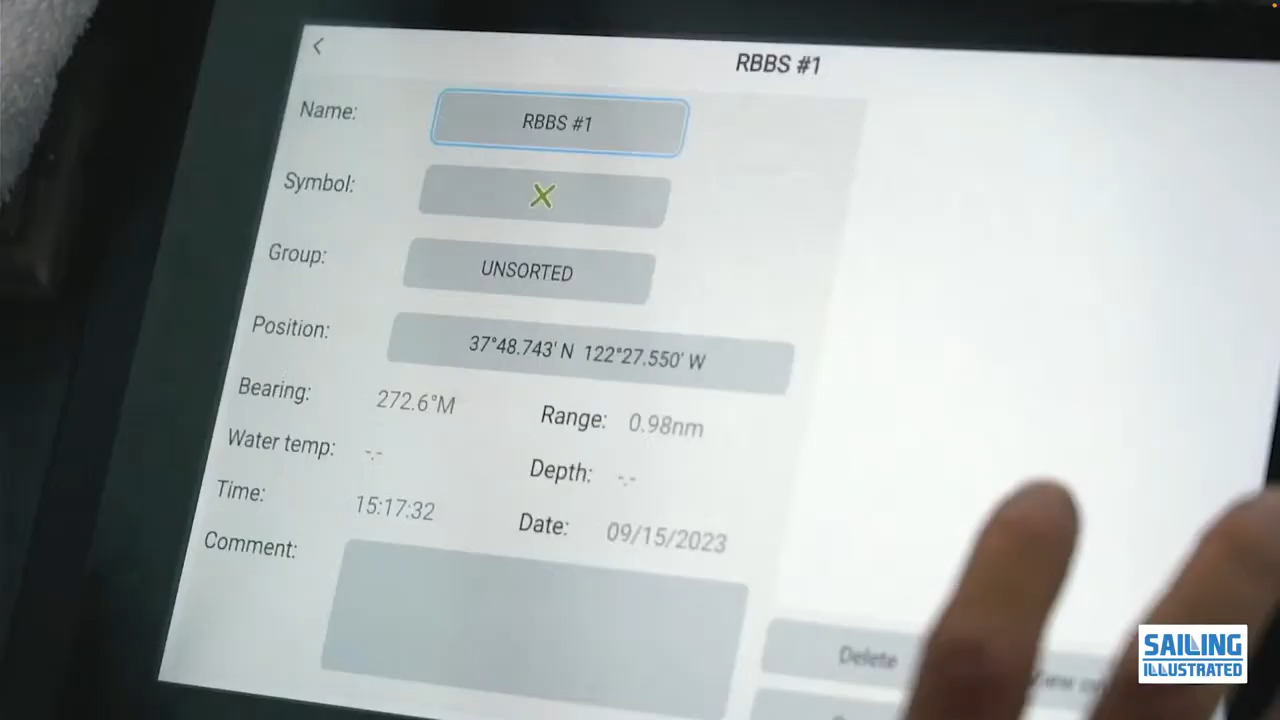 RBBS #1
Name: RBBS #1
Symbol:
Group: UNSORTED
Position: 37°48.743' N 122°27.550' W
Bearing: 272.6°M Range: 0.98nm
Water temp: -.- Depth: -.-
Time: 15:17:32 Date: 09/15/2023
Comment:
Delete
SAILING
ILLUSTRATED